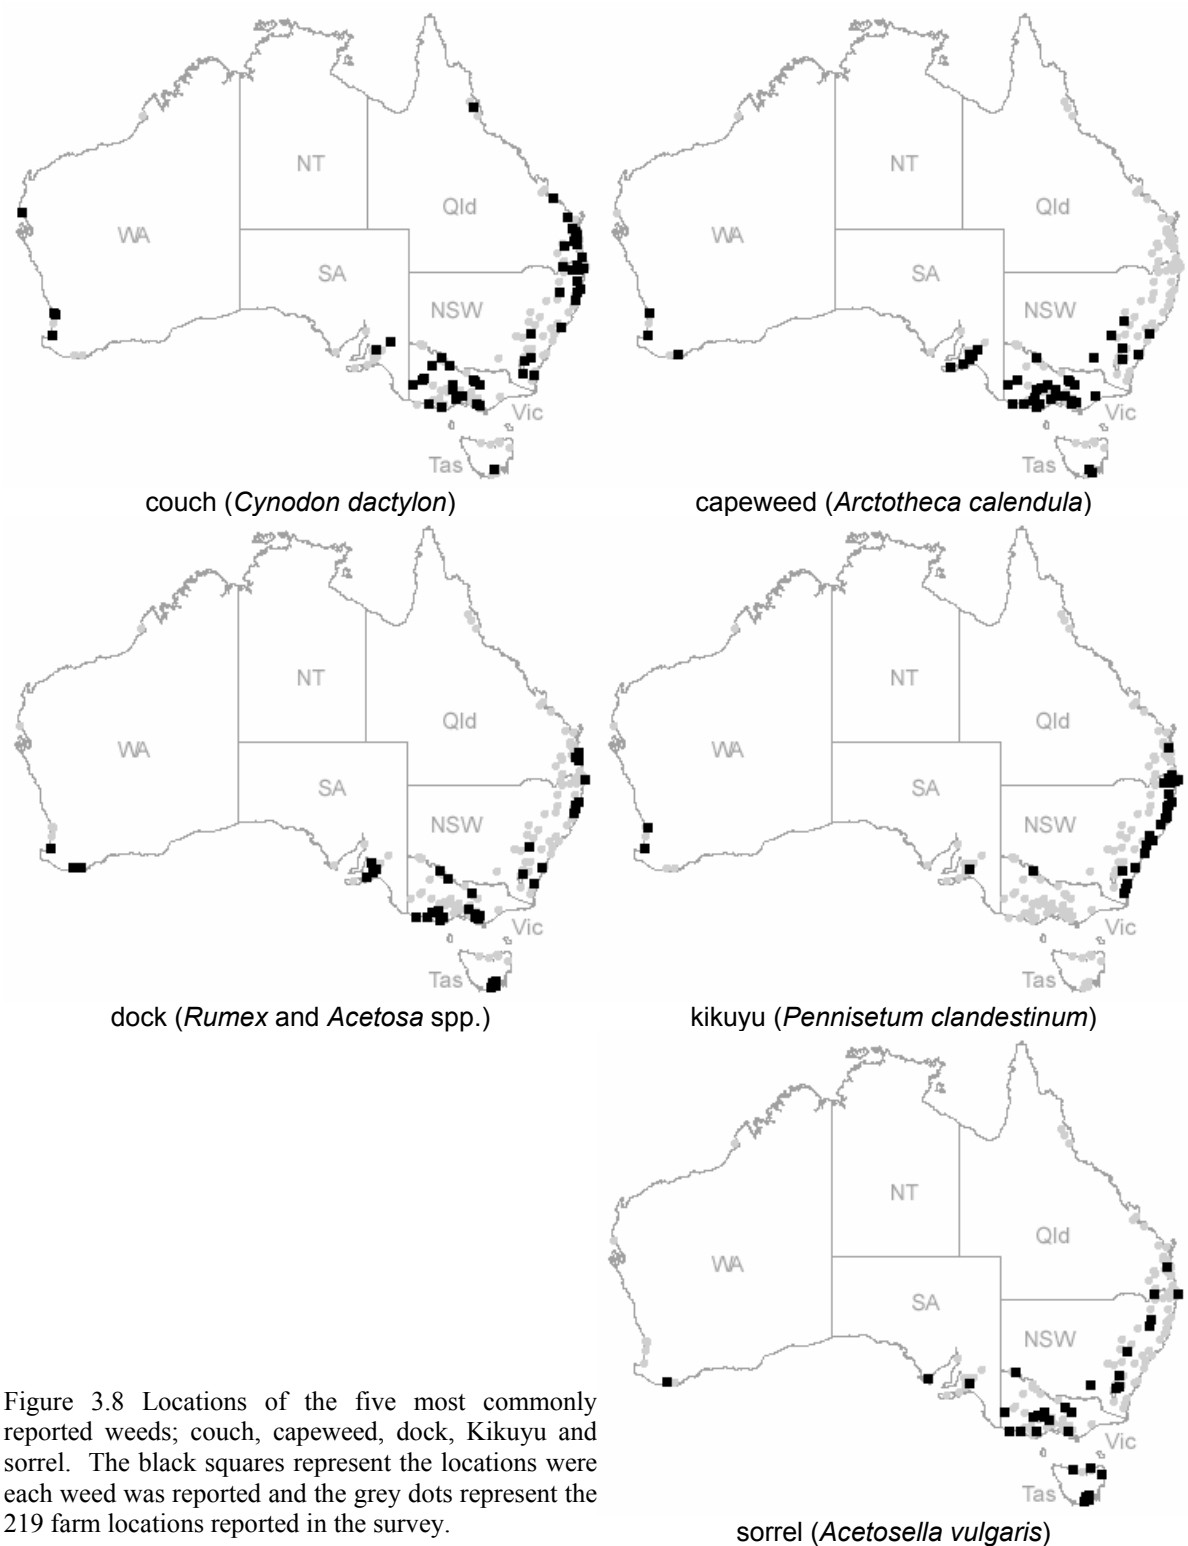 NT
Qld
WA
SA
NSW
Vic
Tas
couch (Cynodon dactylon)
NT
Qld
WA
SA
NSW
Vic
Tas
capeweed (Arctotheca calendula)
NT
Qld
WA
SA
NSW
Vic
Tas
dock (Rumex and Acetosa spp.)
NT
Qld
WA
SA
NSW
Vic
Tas
kikuyu (Pennisetum clandestinum)
NT
Qld
WA
SA
NSW
Vic
Tas
sorrel (Acetosella vulgaris)
Figure 3.8 Locations of the five most commonly
reported weeds; couch, capeweed, dock, Kikuyu and
sorrel. The black squares represent the locations were
each weed was reported and the grey dots represent the
219 farm locations reported in the survey.